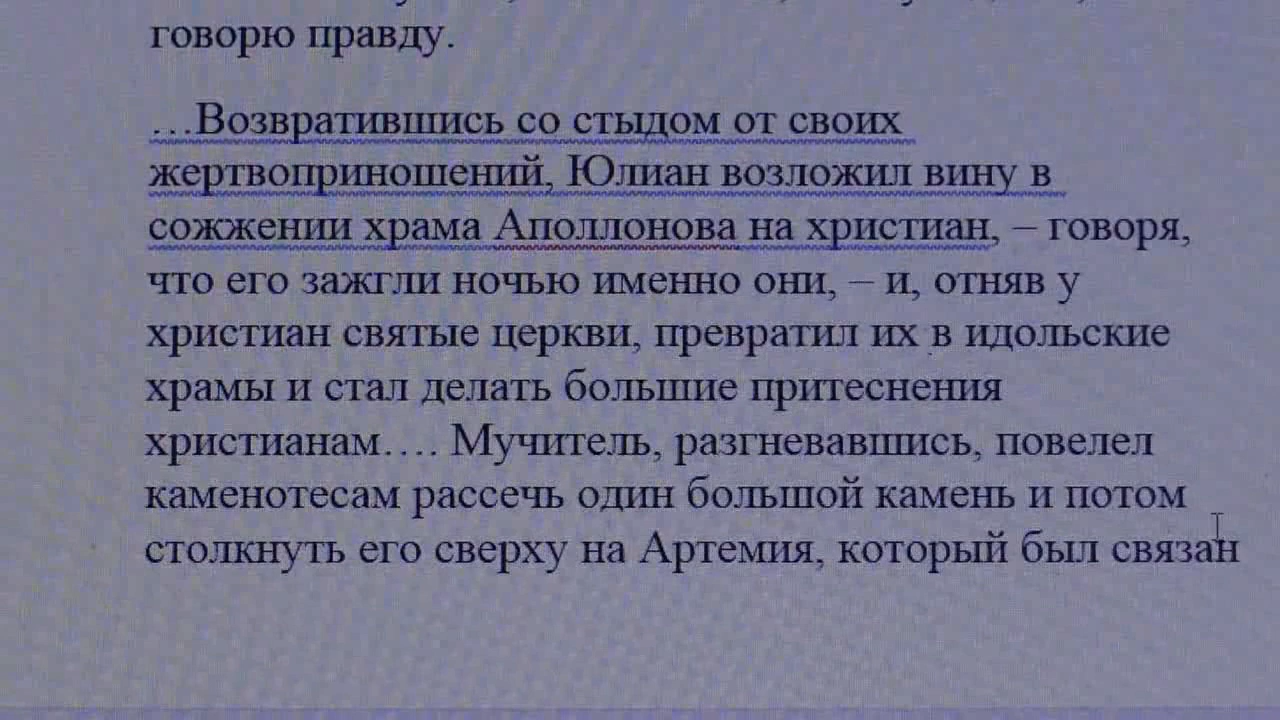 говорю правду.
…Возвратившись со стыдом от своих
жертвоприношений, Юлиан возложил вину в
сожжении храма Аполлонова на христиан, – говоря,
что его зажгли ночью именно они, – и, отняв у
христиан святые церкви, превратил их в идольские
храмы и стал делать большие притеснения
христианам…. Мучитель, разгневавшись, повелел
каменотесам рассечь один большой камень и потом
столкнуть его сверху на Артемия, который был связан